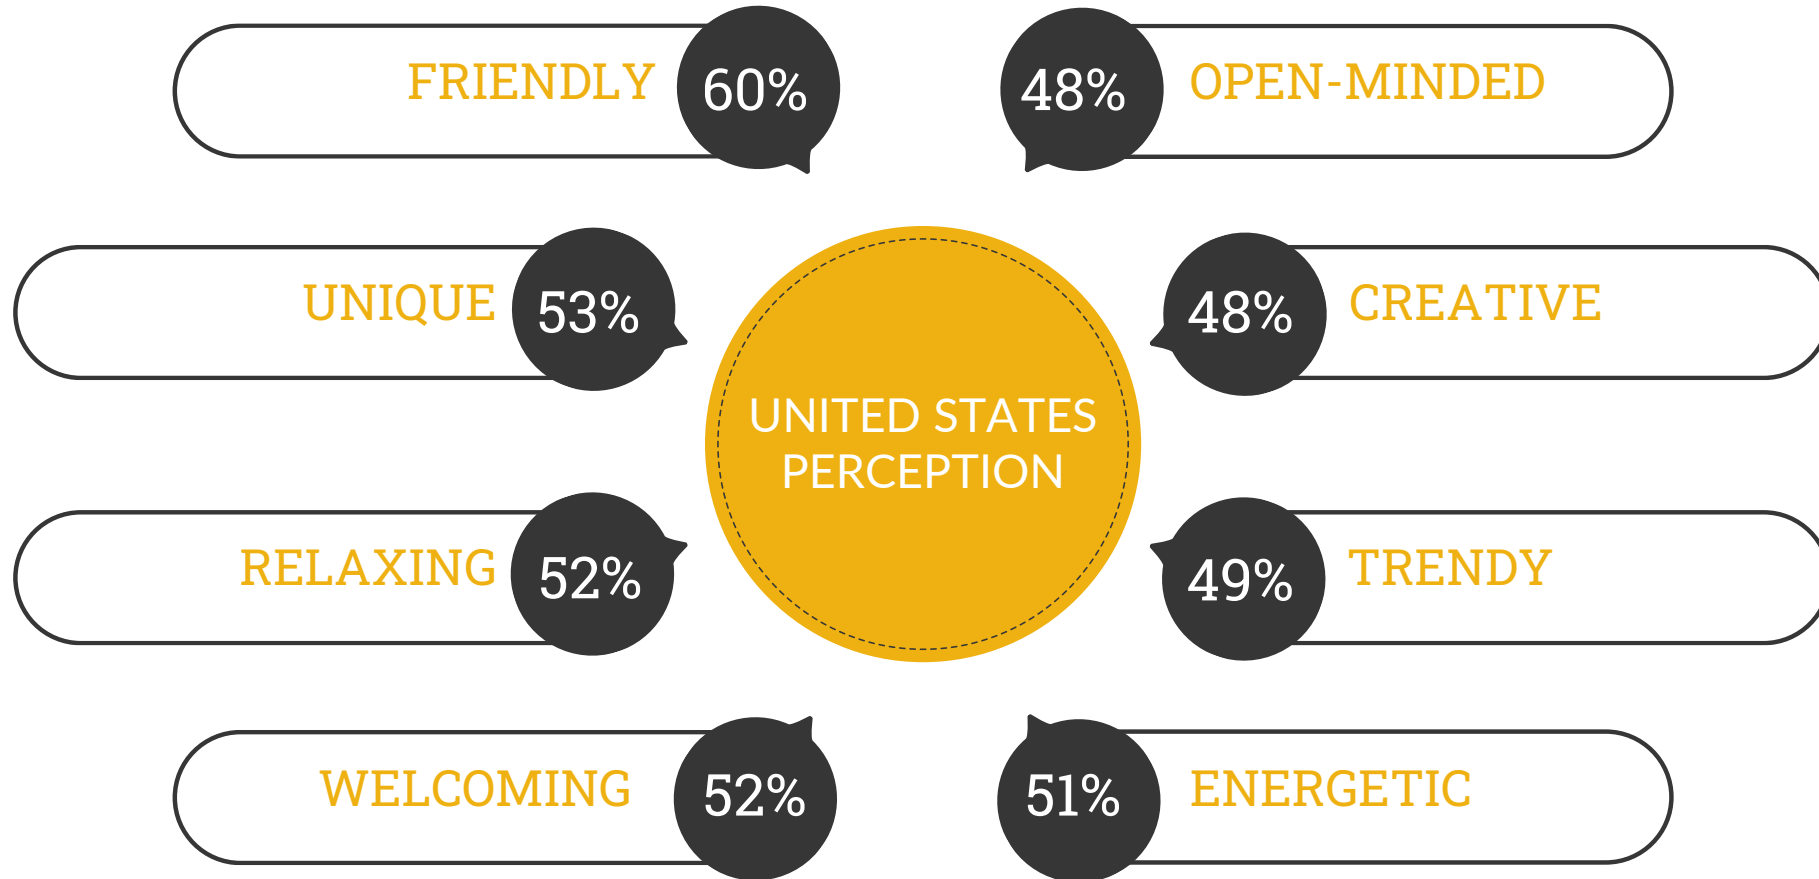 FRIENDLY 60%
48% OPEN-MINDED
UNIQUE 53%
48% CREATIVE
UNITED STATES
PERCEPTION
RELAXING 52%
49% TRENDY
WELCOMING 52%
51% ENERGETIC